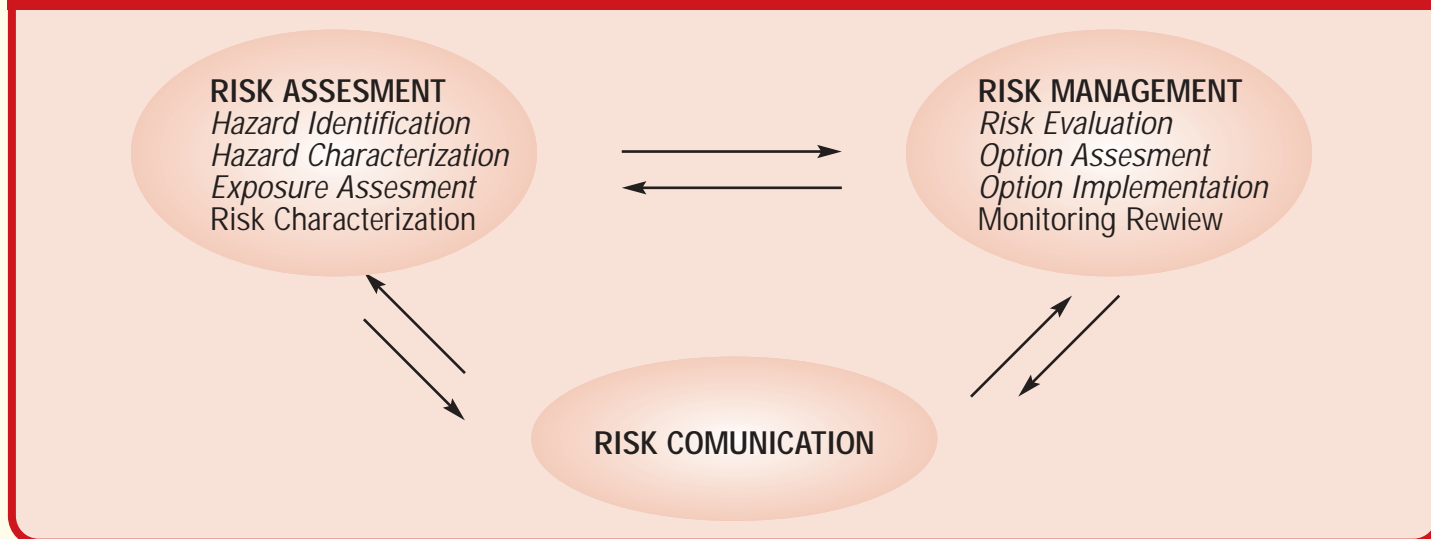 RISK ASSESMENT
Hazard Identification
Hazard Characterization
Exposure Assesment
Risk Characterization
RISK MANAGEMENT
Risk Evaluation
Option Assesment
Option Implementation
Monitoring Rewiew
RISK COMUNICATION